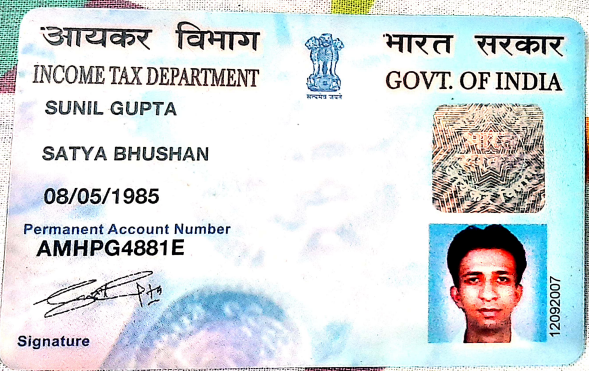 आयकर विभाग
INCOME TAX DEPARTMENT
भारत सरकार
GOVT. OF INDIA
सत्यमेव जयते
SUNIL GUPTA
SATYA BHUSHAN
08/05/1985
Permanent Account Number
AMHPG4881E
Signature
भारत
12092007